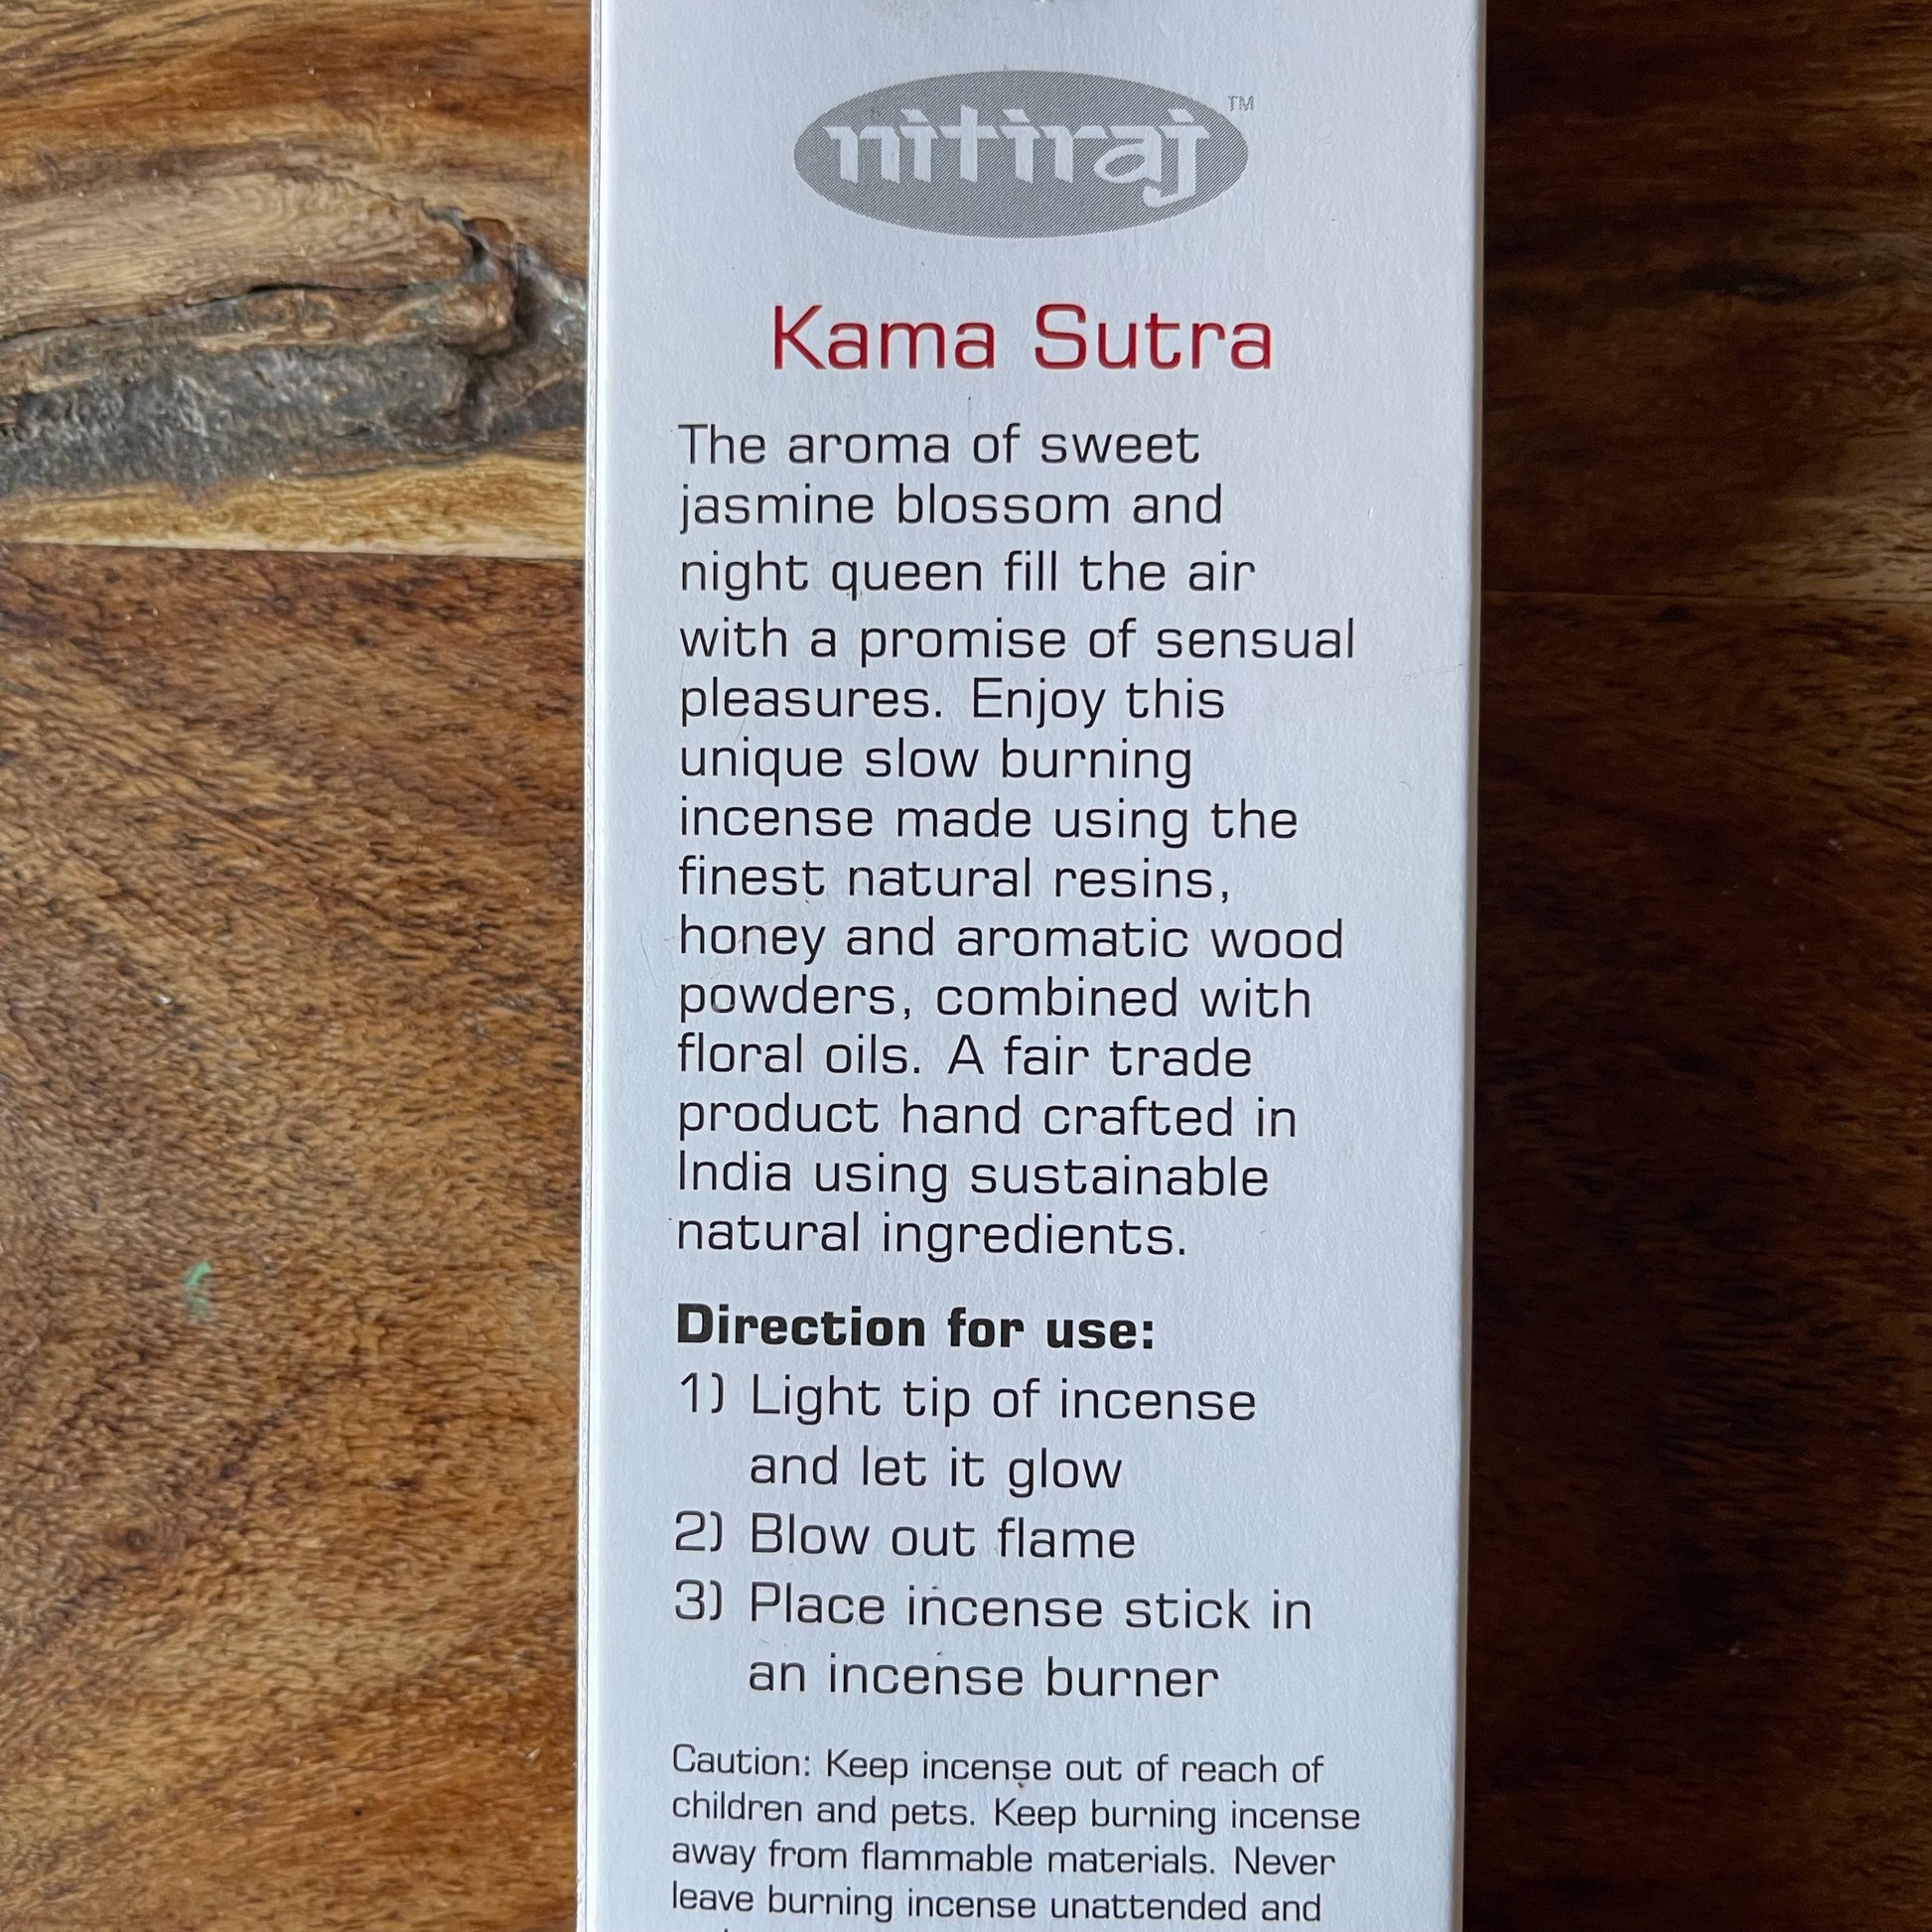 nitiraj™
Kama Sutra
The aroma of sweet
jasmine blossom and
night queen fill the air
with a promise of sensual
pleasures. Enjoy this
unique slow burning
incense made using the
finest natural resins,
honey and aromatic wood
powders, combined with
floral oils. A fair trade
product hand crafted in
India using sustainable
natural ingredients.
Direction for use:
1) Light tip of incense
and let it glow
2) Blow out flame
3) Place incense stick in
an incense burner
Caution: Keep incense out of reach of
children and pets. Keep burning incense
away from flammable materials. Never
leave burning incense unattended and